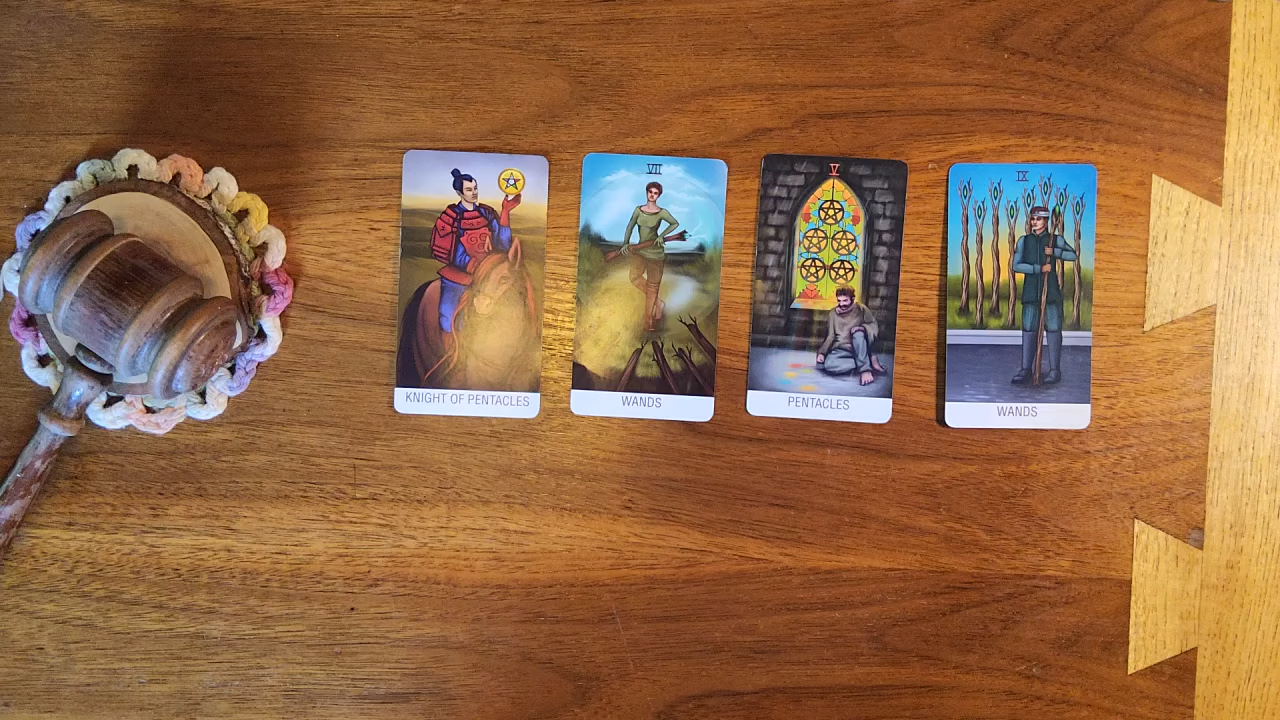 KNIGHT OF PENTACLES
VII
WANDS
V
PENTACLES
IX
WANDS